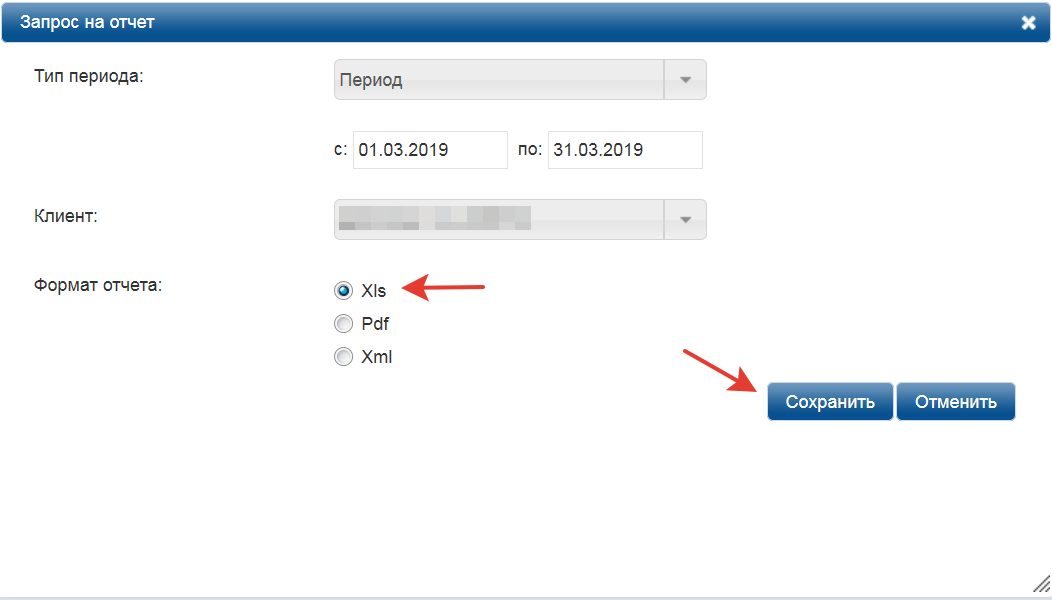 Запрос на отчет
Тип периода: Период
с: 01.03.2019 по: 31.03.2019
Клиент:
Формат отчета: Xls
Pdf
Xml
Сохранить Отменить